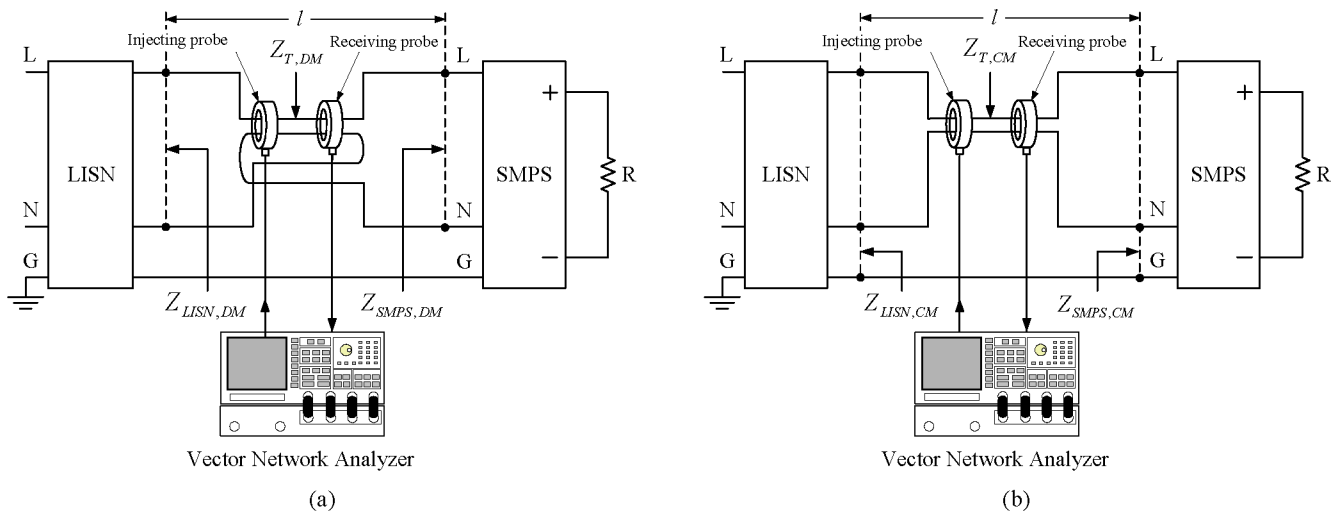 l
Injecting probe
Receiving probe
Z_{T,DM}
L
L
LISN
SMPS
+
−
R
N
N
G
G
Z_{LISN,DM}
Z_{SMPS,DM}
Vector Network Analyzer
(a)
l
Injecting probe
Receiving probe
Z_{T,CM}
L
L
LISN
SMPS
+
−
R
N
N
G
G
Z_{LISN,CM}
Z_{SMPS,CM}
Vector Network Analyzer
(b)